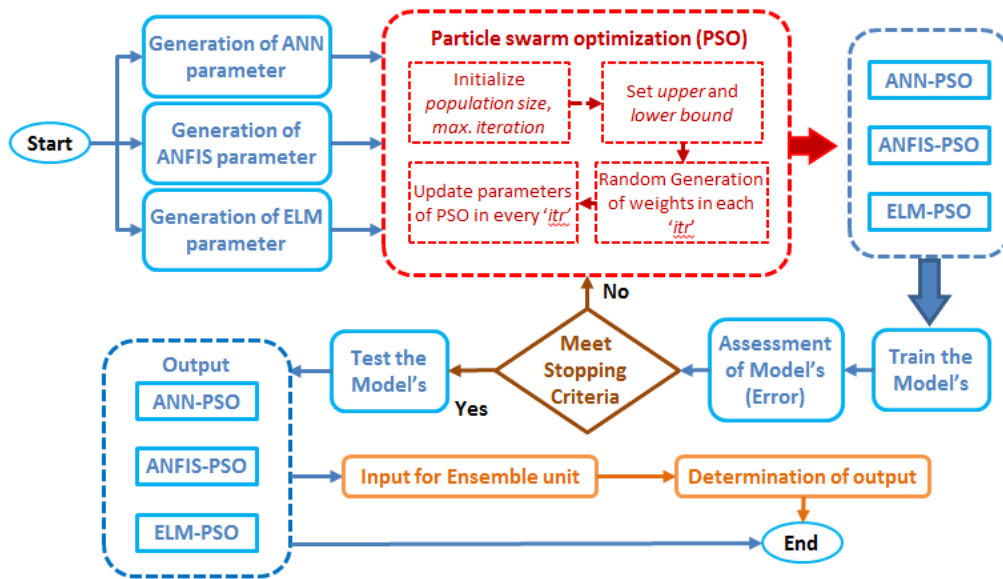 Generation of ANN
parameter
Start
Generation of
ANFIS parameter
Generation of ELM
parameter
Particle swarm optimization (PSO)
Initialize
population size,
max. iteration
Set upper and
lower bound
Update parameters
of PSO in every ‘itr’
Random Generation
of weights in each
‘itr’
ANN-PSO
ANFIS-PSO
ELM-PSO
No
Train the
Model’s
Assessment
of Model’s
(Error)
Meet
Stopping
Criteria
Yes
Test the
Model’s
Output
ANN-PSO
ANFIS-PSO
ELM-PSO
Input for Ensemble unit
Determination of output
End